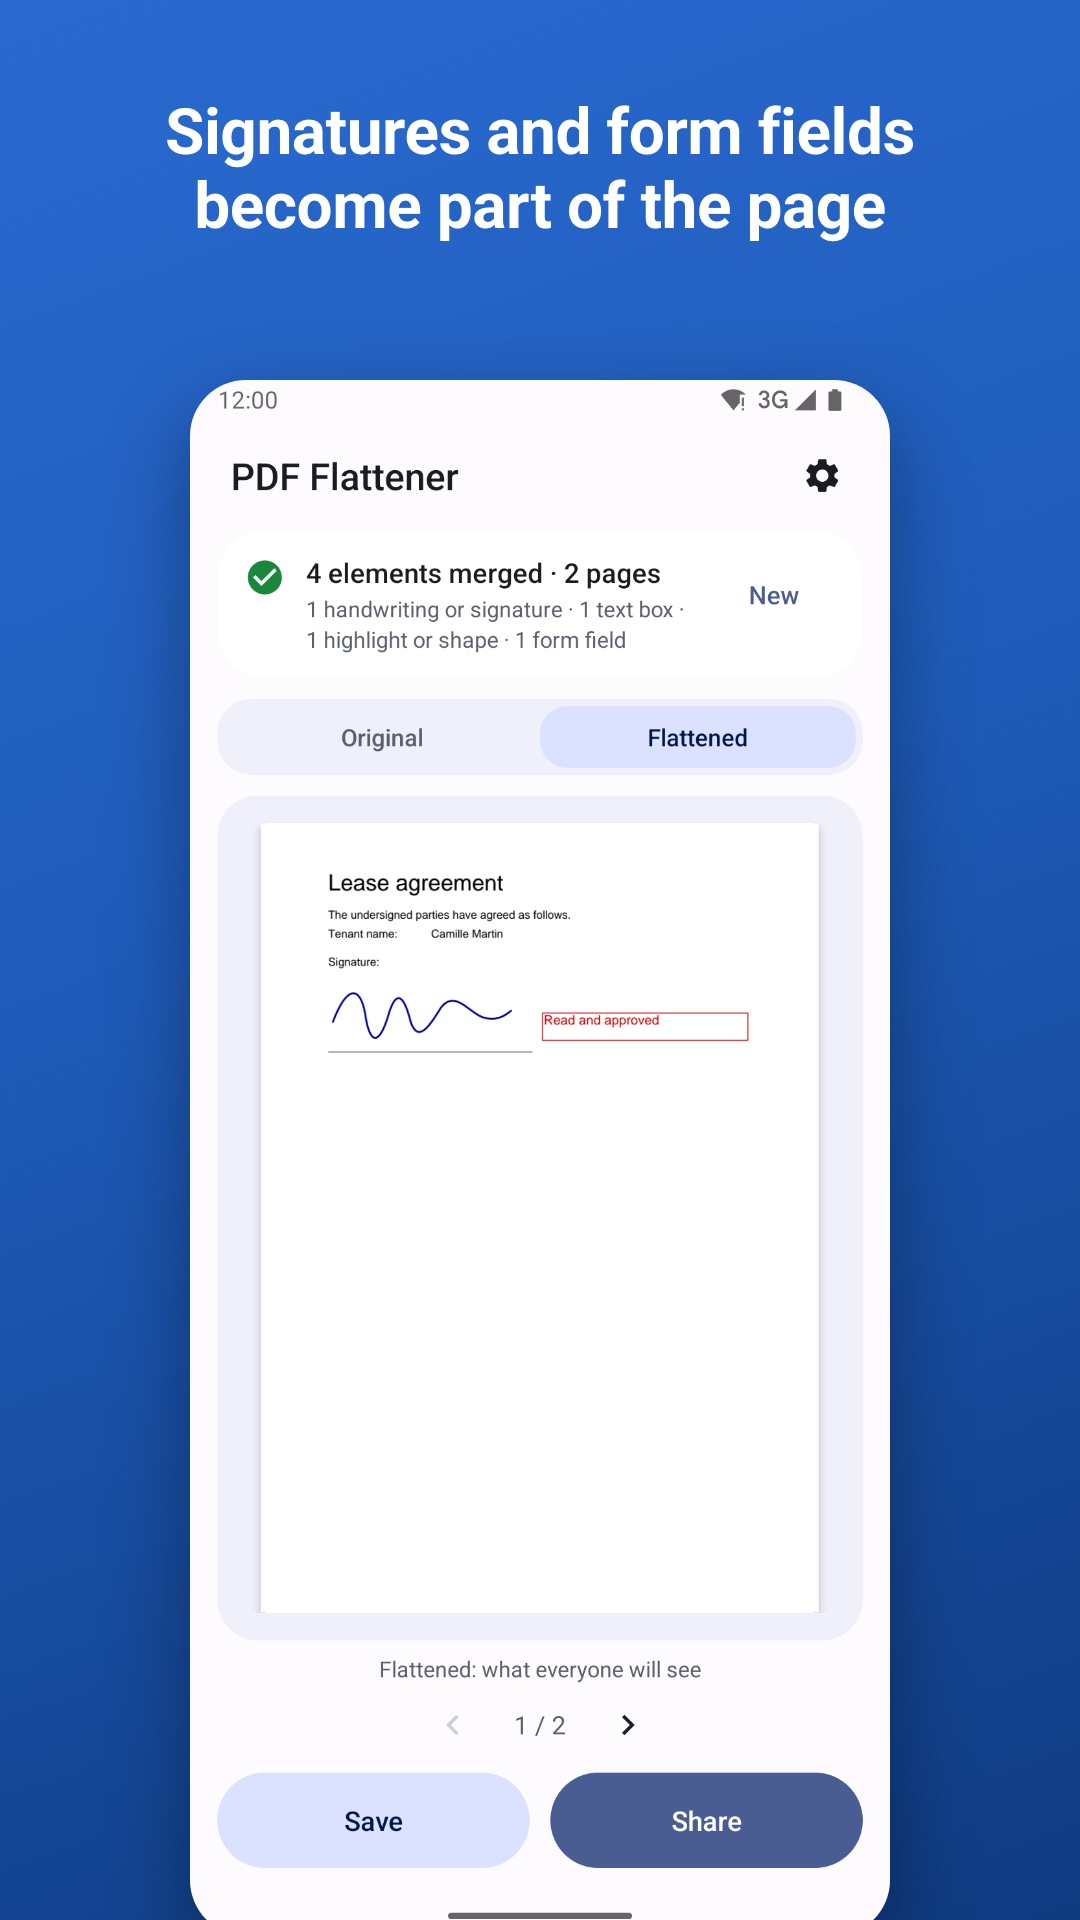 Signatures and form fields
become part of the page
12:00
3G
PDF Flattener
4 elements merged · 2 pages
1 handwriting or signature · 1 text box ·
1 highlight or shape · 1 form field
New
Original
Flattened
Lease agreement
The undersigned parties have agreed as follows.
Tenant name: Camille Martin
Signature:
Read and approved
Flattened: what everyone will see
1 / 2
Save
Share